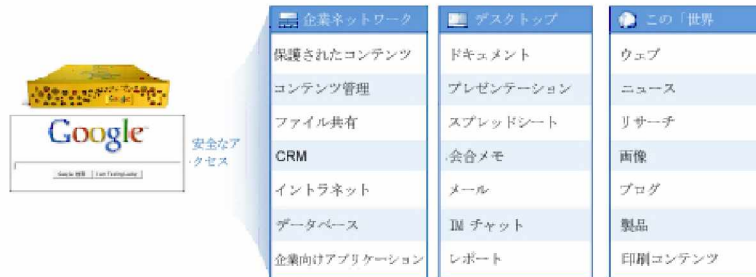 Google
安全なア
クセス
企業ネットワーク
保護されたコンテンツ
コンテンツ管理
ファイル共有
CRM
イントラネット
データベース
企業向けアプリケーション
デスクトップ
ドキュメント
プレゼンテーション
スプレッドシート
会合メモ
メール
IM チャット
レポート
この「世界
ウェブ
ニュース
リサーチ
画像
ブログ
製品
印刷コンテンツ